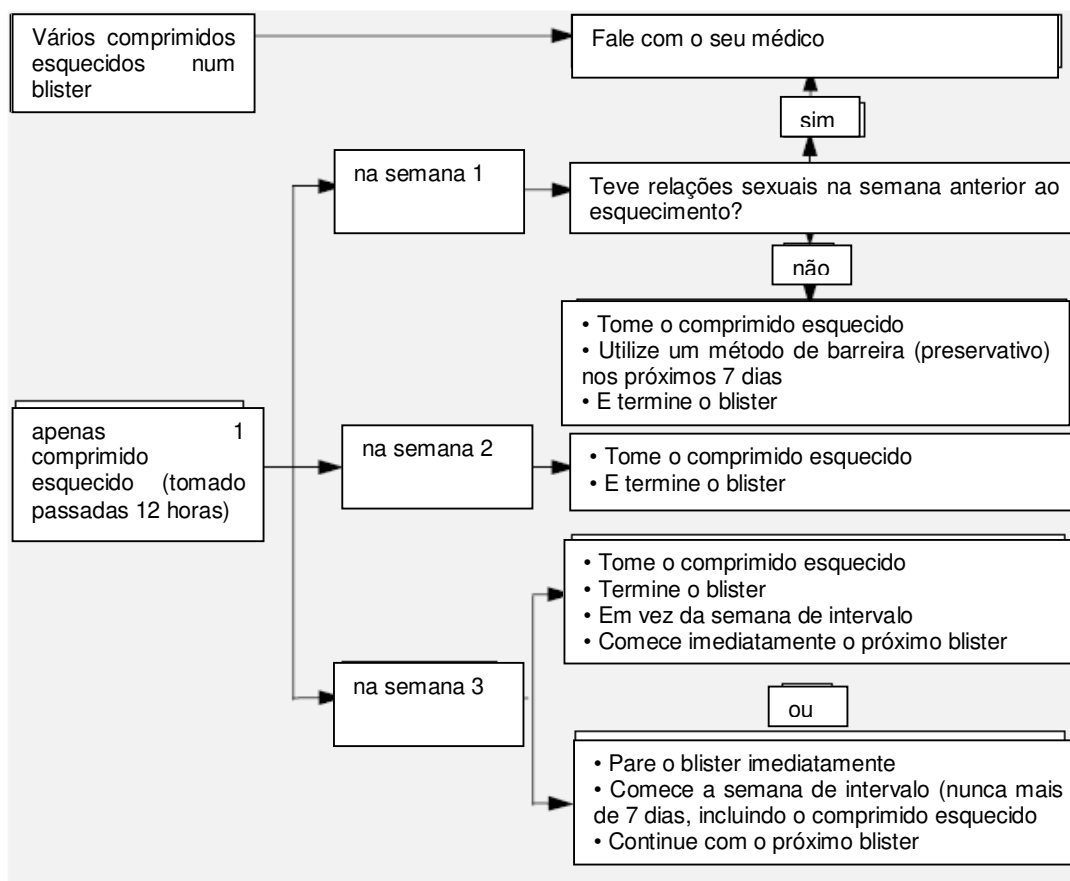 Vários comprimidos
esquecidos num
blister
Fale com o seu médico
sim
na semana 1
Teve relações sexuais na semana anterior ao
esquecimento?
não
• Tome o comprimido esquecido
• Utilize um método de barreira (preservativo)
nos próximos 7 dias
• E termine o blister
apenas 1
comprimido
esquecido (tomado
passadas 12 horas)
na semana 2
• Tome o comprimido esquecido
• E termine o blister
• Tome o comprimido esquecido
• Termine o blister
• Em vez da semana de intervalo
• Comece imediatamente o próximo blister
na semana 3
ou
• Pare o blister imediatamente
• Comece a semana de intervalo (nunca mais
de 7 dias, incluindo o comprimido esquecido
• Continue com o próximo blister